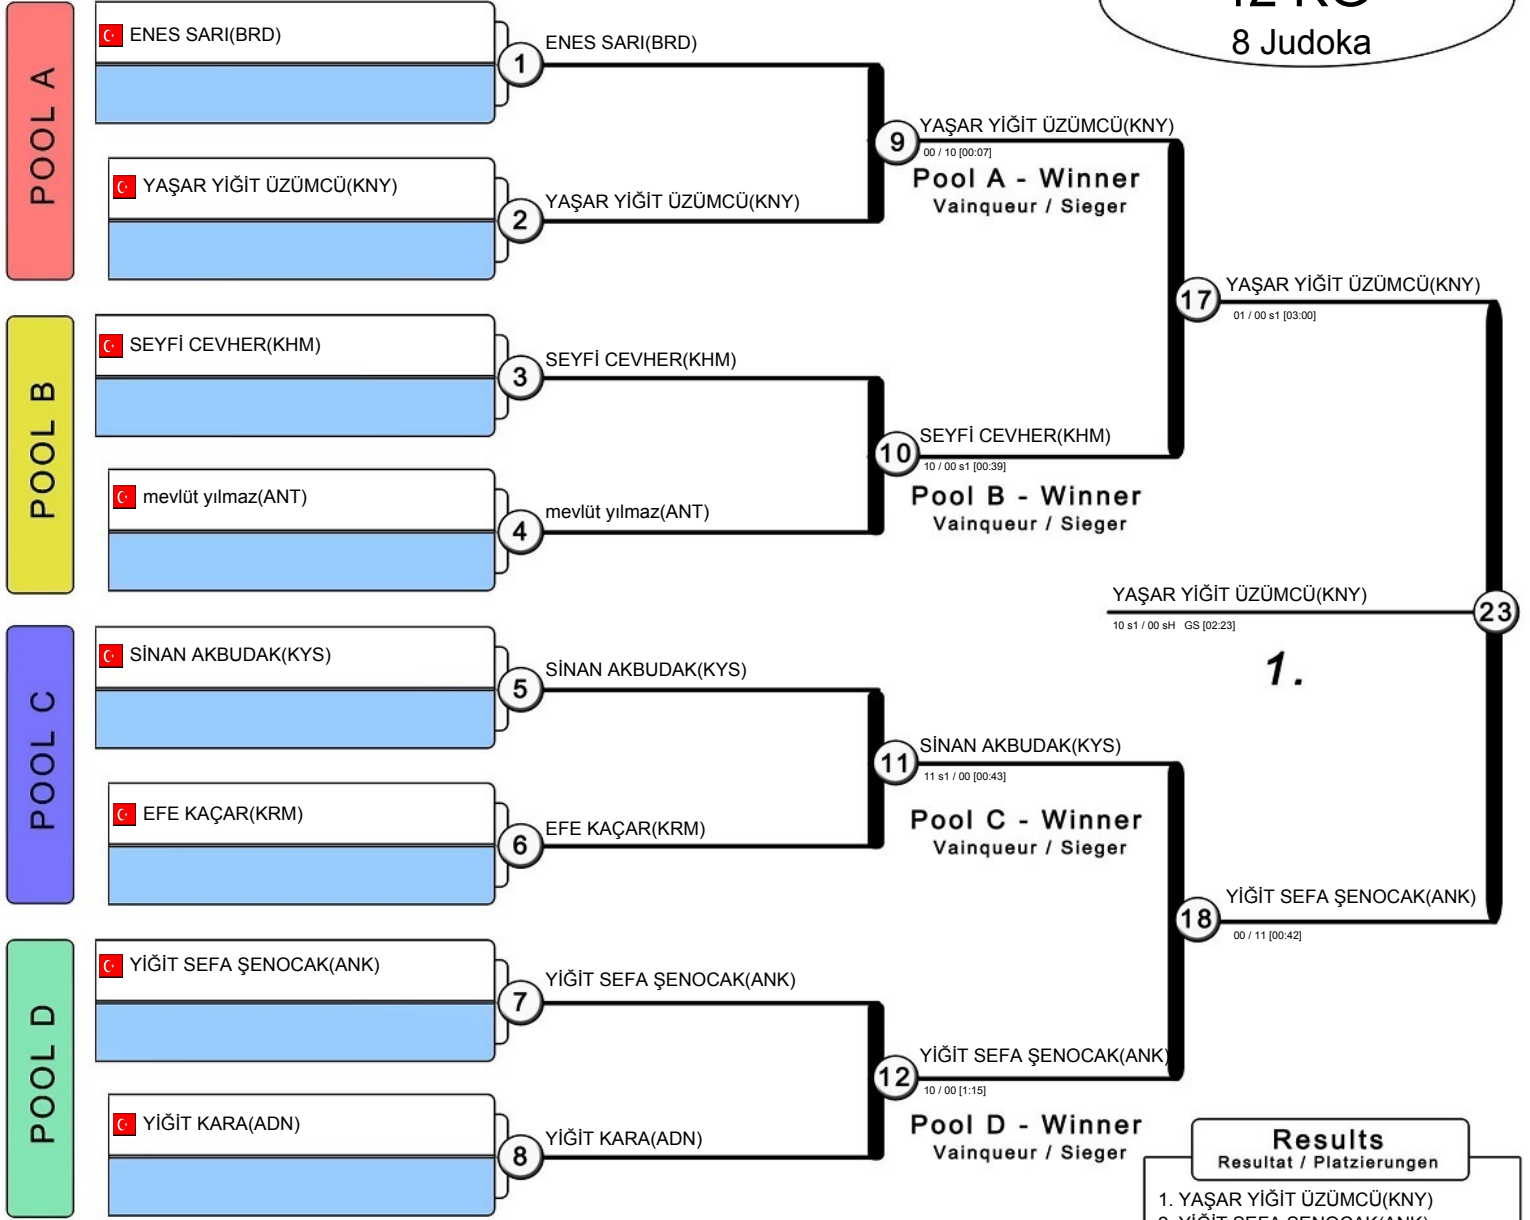 8 Judoka
POOL A
ENES SARI(BRD)
1
ENES SARI(BRD)
YAŞAR YİĞİT ÜZÜMCÜ(KNY)
2
YAŞAR YİĞİT ÜZÜMCÜ(KNY)
9
YAŞAR YİĞİT ÜZÜMCÜ(KNY)
00 / 10 [00:07]
Pool A - Winner
Vainqueur / Sieger
POOL B
SEYFİ CEVHER(KHM)
3
SEYFİ CEVHER(KHM)
mevlüt yılmaz(ANT)
4
mevlüt yılmaz(ANT)
10
SEYFİ CEVHER(KHM)
10 / 00 s1 [00:39]
Pool B - Winner
Vainqueur / Sieger
17
YAŞAR YİĞİT ÜZÜMCÜ(KNY)
01 / 00 s1 [03:00]
YAŞAR YİĞİT ÜZÜMCÜ(KNY)
23
10 s1 / 00 sH GS [02:23]
1.
POOL C
SİNAN AKBUDAK(KYS)
5
SİNAN AKBUDAK(KYS)
EFE KAÇAR(KRM)
6
EFE KAÇAR(KRM)
11
SİNAN AKBUDAK(KYS)
11 s1 / 00 [00:43]
Pool C - Winner
Vainqueur / Sieger
18
YİĞİT SEFA ŞENOCAK(ANK)
00 / 11 [00:42]
POOL D
YİĞİT SEFA ŞENOCAK(ANK)
7
YİĞİT SEFA ŞENOCAK(ANK)
YİĞİT KARA(ADN)
8
YİĞİT KARA(ADN)
12
YİĞİT SEFA ŞENOCAK(ANK)
10 / 00 [1:15]
Pool D - Winner
Vainqueur / Sieger
Results
Resultat / Platzierungen
1. YAŞAR YİĞİT ÜZÜMCÜ(KNY)